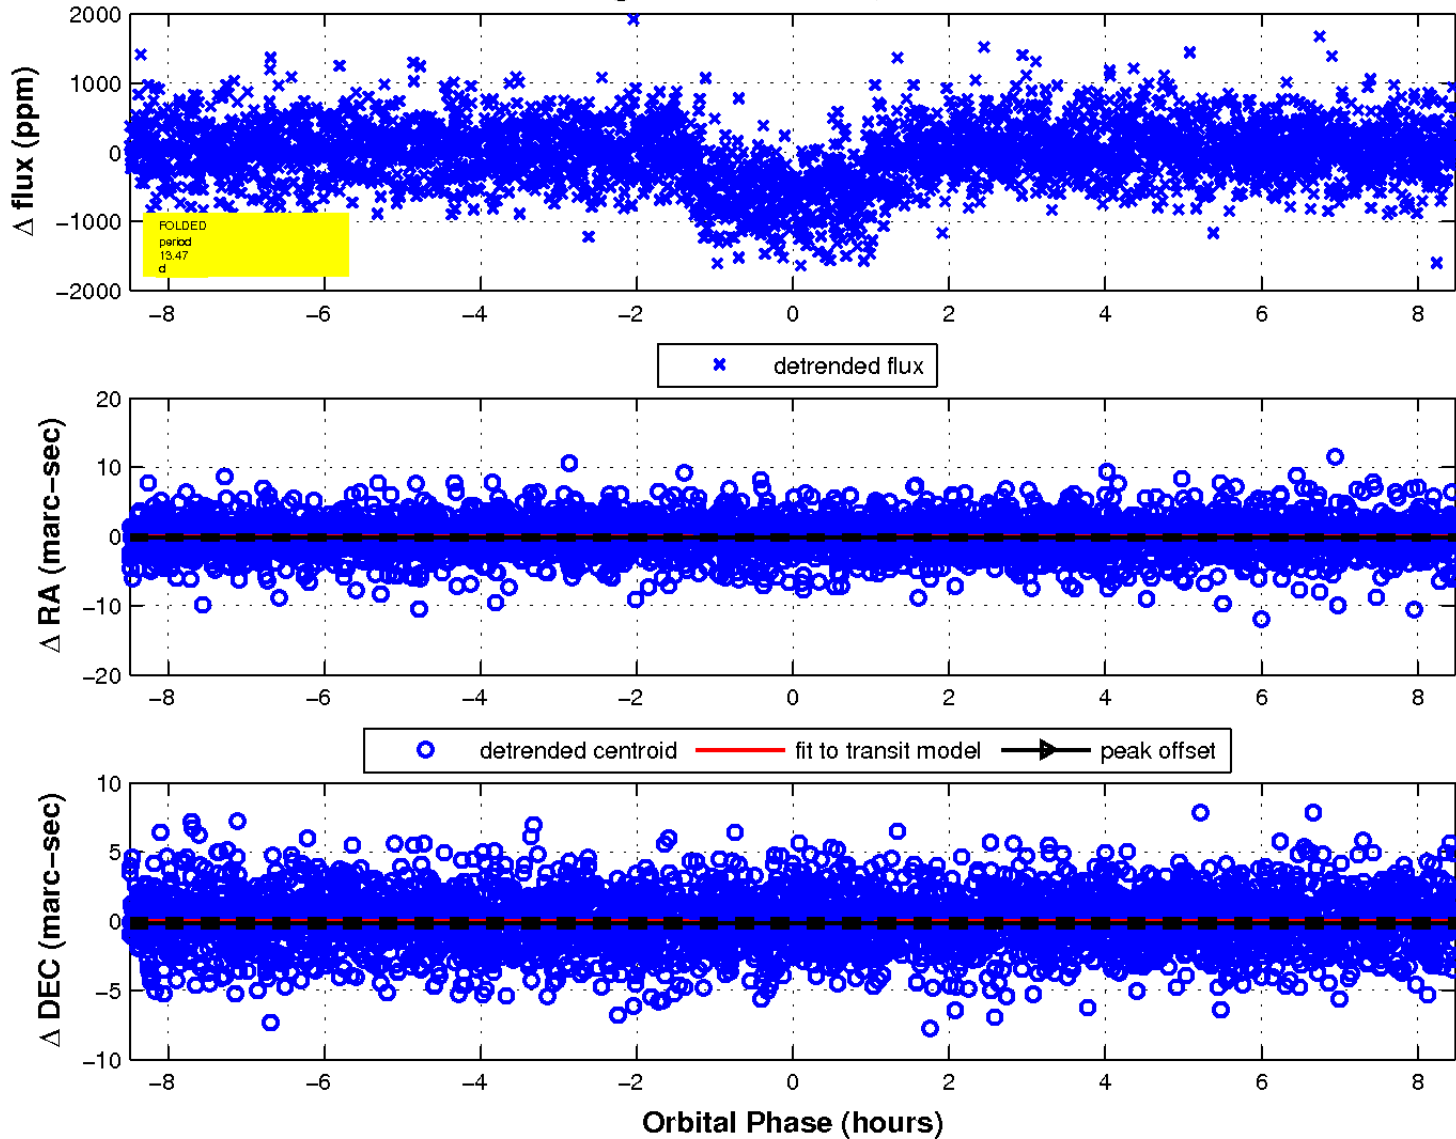 2000
1000
0
−1000
−2000
Δ flux (ppm)
FOLDED
period
13.47
d
−8 −6 −4 −2 0 2 4 6 8
detrended flux
20
10
0
−10
−20
Δ RA (marc−sec)
−8 −6 −4 −2 0 2 4 6 8
detrended centroid fit to transit model peak offset
10
5
0
−5
−10
Δ DEC (marc−sec)
−8 −6 −4 −2 0 2 4 6 8
Orbital Phase (hours)